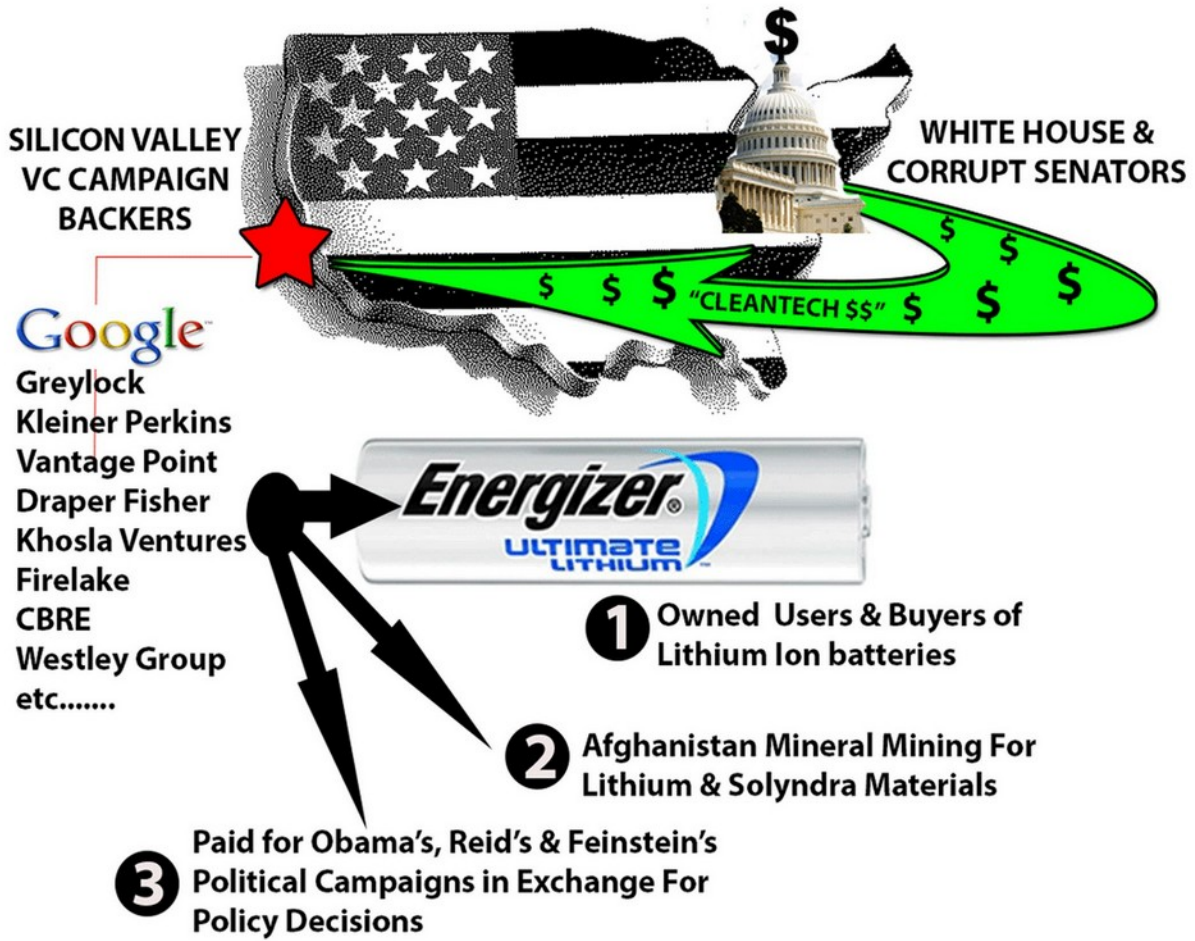 $
SILICON VALLEY
VC CAMPAIGN
BACKERS
WHITE HOUSE &
CORRUPT SENATORS
$ $ $ "CLEANTECH $$" $ $ $ $ $
Google™
Greylock
Kleiner Perkins
Vantage Point
Draper Fisher
Khosla Ventures
Firelake
CBRE
Westley Group
etc.......
Energizer®
ULTIMATE
LITHIUM™
1 Owned Users & Buyers of
Lithium Ion batteries
2 Afghanistan Mineral Mining For
Lithium & Solyndra Materials
3 Paid for Obama's, Reid's & Feinstein's
Political Campaigns in Exchange For
Policy Decisions